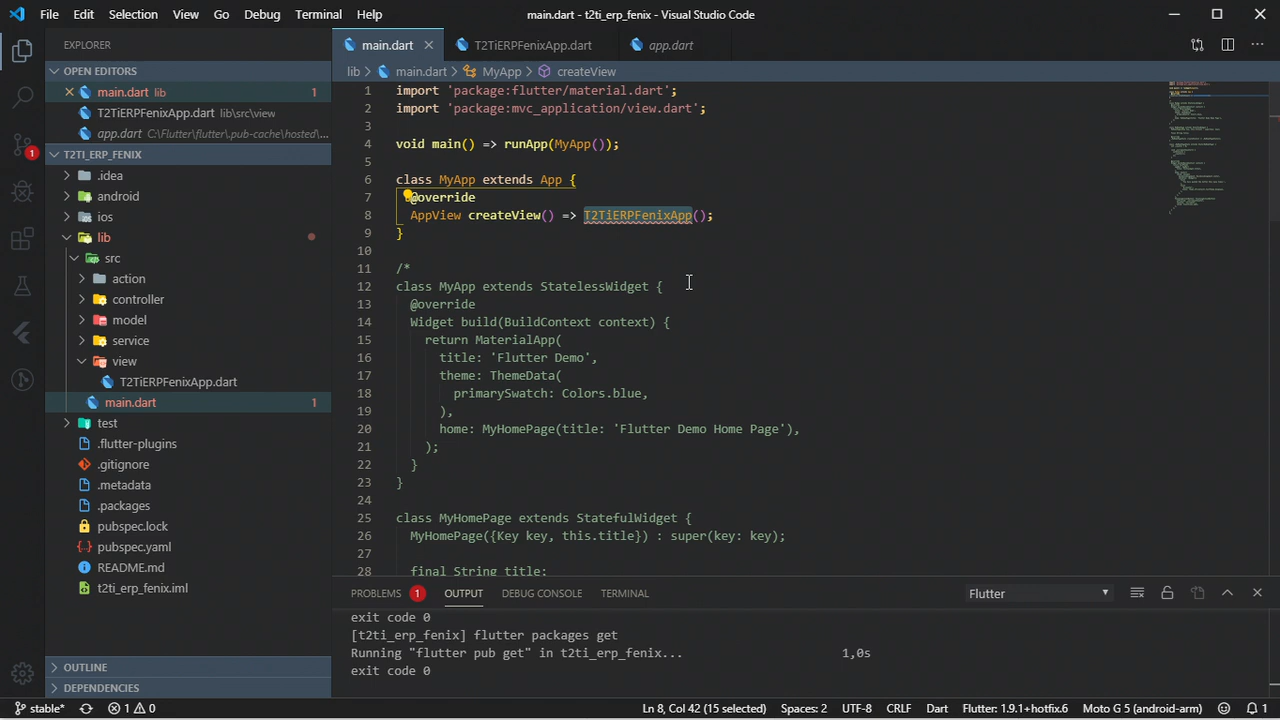 File Edit Selection View Go Debug Terminal Help
main.dart - t2ti_erp_fenix - Visual Studio Code
EXPLORER
main.dart
T2TiERPFenixApp.dart
app.dart
OPEN EDITORS
main.dart lib 1
T2TiERPFenixApp.dart lib\src\view
app.dart C:\Flutter\flutter\.pub-cache\hosted\...
T2TI_ERP_FENIX
.idea
android
ios
lib
src
action
controller
model
service
view
T2TiERPFenixApp.dart
main.dart 1
test
.flutter-plugins
.gitignore
.metadata
.packages
pubspec.lock
pubspec.yaml
README.md
t2ti_erp_fenix.iml
OUTLINE
DEPENDENCIES
1
lib > main.dart > MyApp > createView
1 import 'package:flutter/material.dart';
2 import 'package:mvc_application/view.dart';
3
4 void main() => runApp(MyApp());
5
6 class MyApp extends App {
7 @override
8 AppView createView() => T2TiERPFenixApp();
9 }
10
11 /*
12 class MyApp extends StatelessWidget {
13 @override
14 Widget build(BuildContext context) {
15 return MaterialApp(
16 title: 'Flutter Demo',
17 theme: ThemeData(
18 primarySwatch: Colors.blue,
19 ),
20 home: MyHomePage(title: 'Flutter Demo Home Page'),
21 );
22 }
23 }
24
25 class MyHomePage extends StatefulWidget {
26 MyHomePage({Key key, this.title}) : super(key: key);
27
28 final String title;
PROBLEMS 1 OUTPUT DEBUG CONSOLE TERMINAL Flutter
exit code 0
[t2ti_erp_fenix] flutter packages get
Running "flutter pub get" in t2ti_erp_fenix... 1,0s
exit code 0
stable* 1 0 Ln 8, Col 42 (15 selected) Spaces: 2 UTF-8 CRLF Dart Flutter: 1.9.1+hotfix.6 Moto G 5 (android-arm) 1